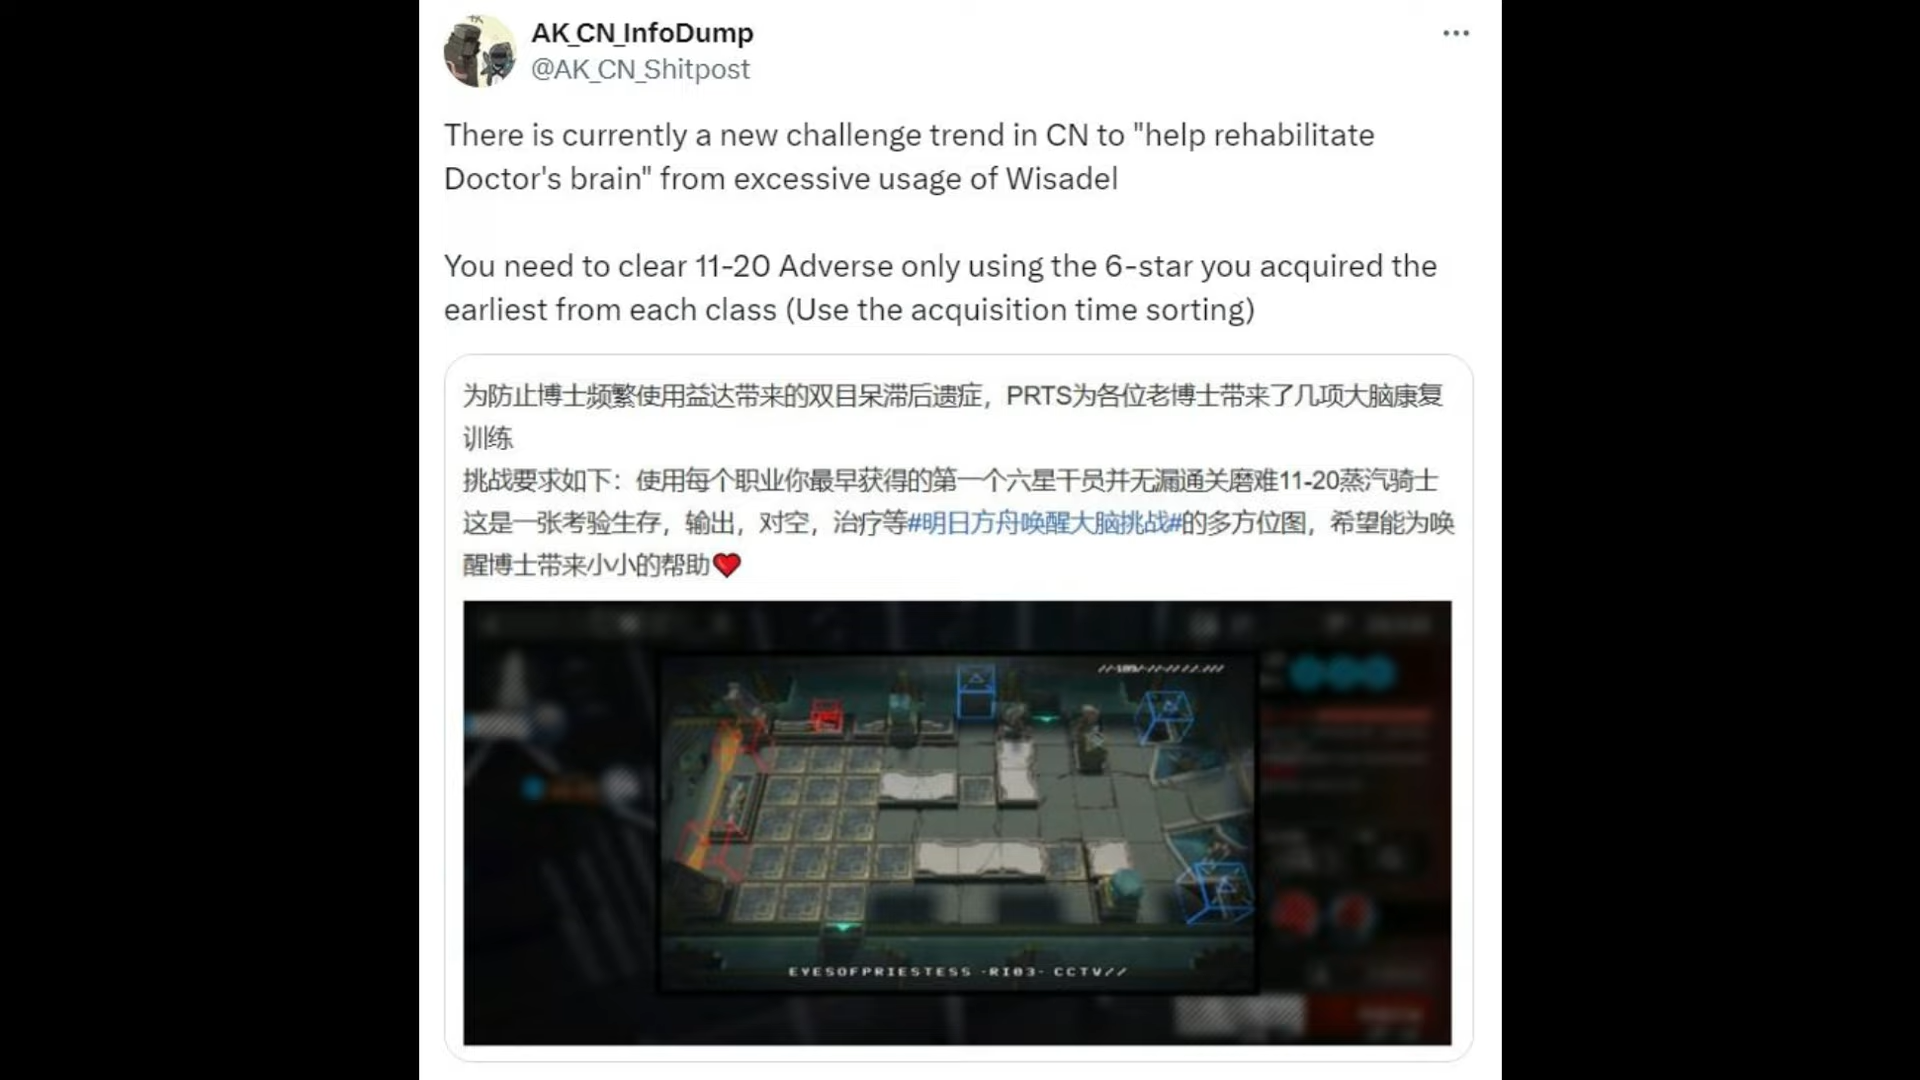 AK_CN_InfoDump
@AK_CN_Shitpost
There is currently a new challenge trend in CN to "help rehabilitate
Doctor's brain" from excessive usage of Wisadel
You need to clear 11-20 Adverse only using the 6-star you acquired the
earliest from each class (Use the acquisition time sorting)
为防止博士频繁使用益达带来的双目呆滞后遗症，PRTS为各位老博士带来了几项大脑康复
训练
挑战要求如下：使用每个职业你最早获得的第一个六星干员并无漏通关磨难11-20蒸汽骑士
这是一张考验生存，输出，对空，治疗等#明日方舟唤醒大脑挑战#的多方位图，希望能为唤
醒博士带来小小的帮助❤️
EYESOFPRIESTESS -RI03- CCTV//